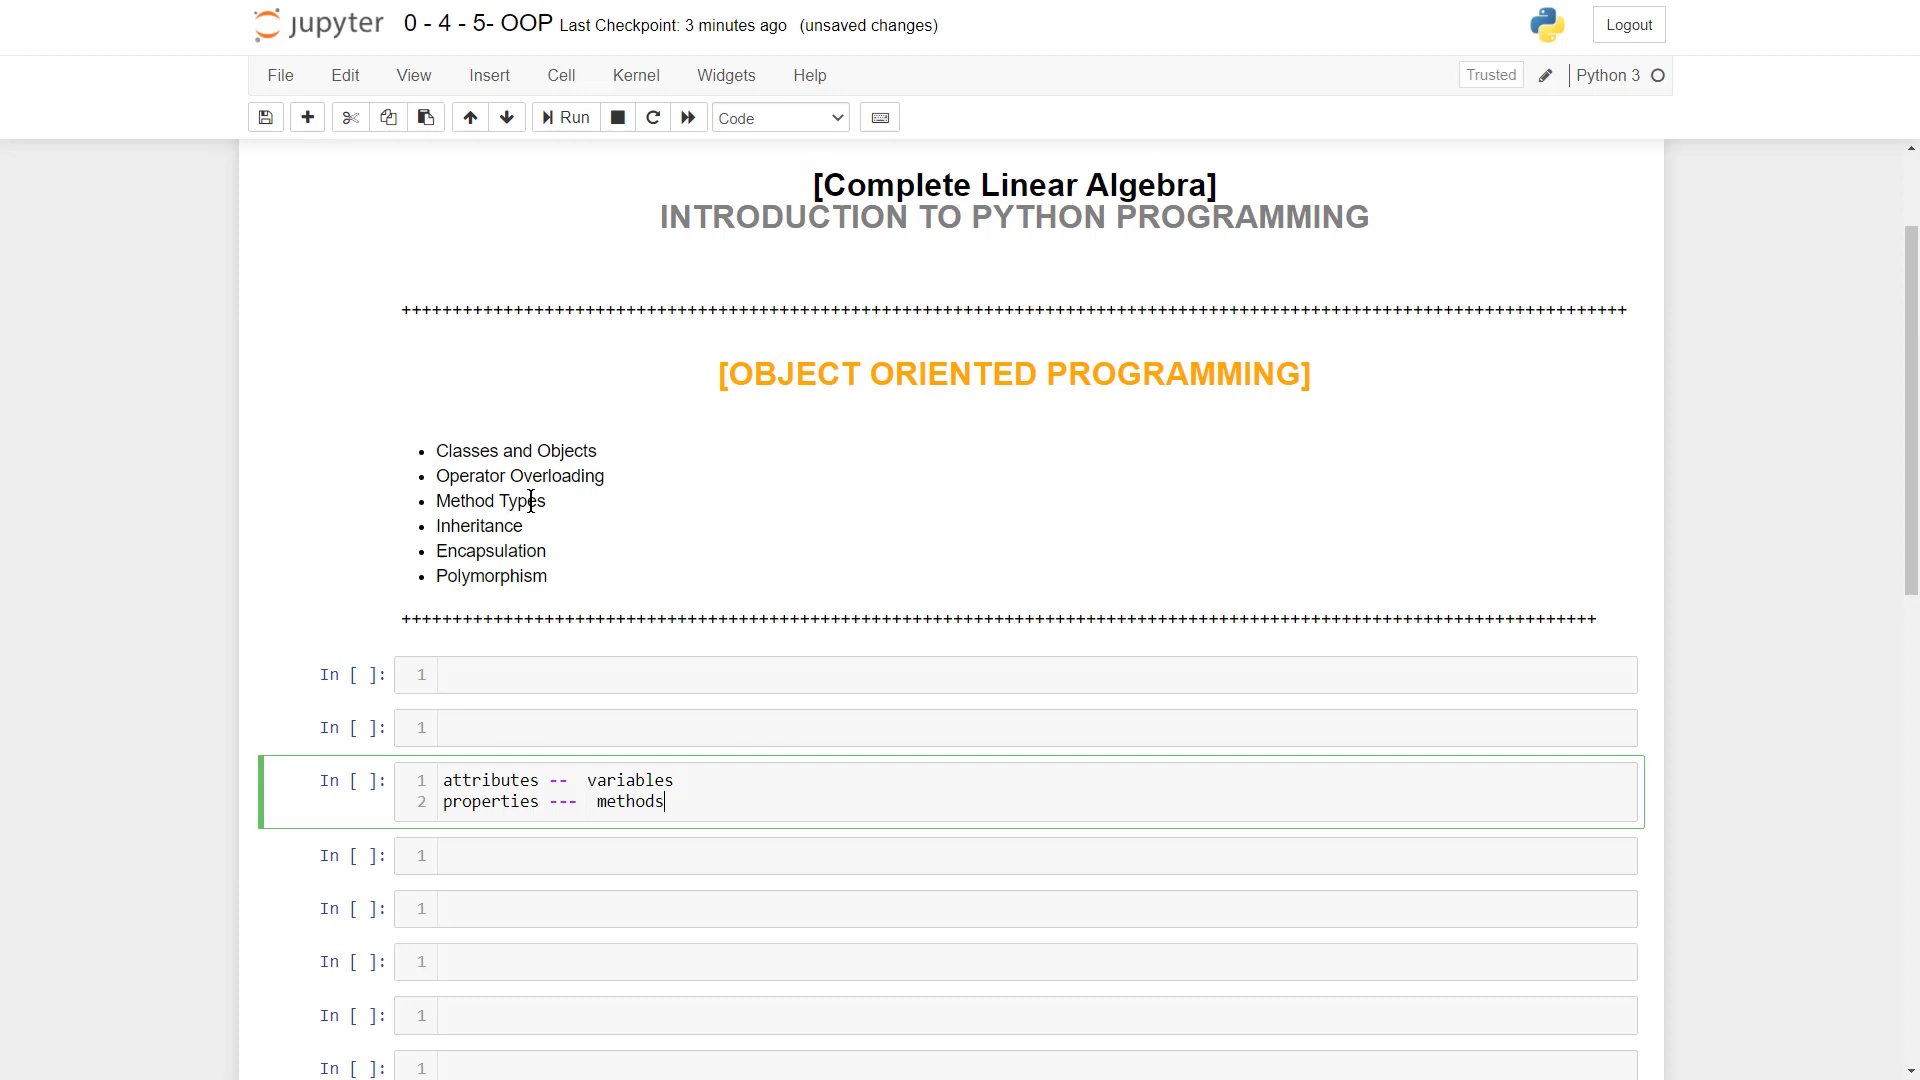 jupyter 0 - 4 - 5- OOP Last Checkpoint: 3 minutes ago (unsaved changes) Logout
File Edit View Insert Cell Kernel Widgets Help Trusted Python 3
Run Code
[Complete Linear Algebra]
INTRODUCTION TO PYTHON PROGRAMMING
++++++++++++++++++++++++++++++++++++++++++++++++++++++++++++++++++++++++++++++++++++++++++++++++++++++++++++++++++++++++
[OBJECT ORIENTED PROGRAMMING]
• Classes and Objects
• Operator Overloading
• Method Types
• Inheritance
• Encapsulation
• Polymorphism
+++++++++++++++++++++++++++++++++++++++++++++++++++++++++++++++++++++++++++++++++++++++++++++++++++++++++++++++++++++
In [ ]: 1
In [ ]: 1
In [ ]: 1 attributes -- variables
2 properties --- methods
In [ ]: 1
In [ ]: 1
In [ ]: 1
In [ ]: 1
In [ ]: 1